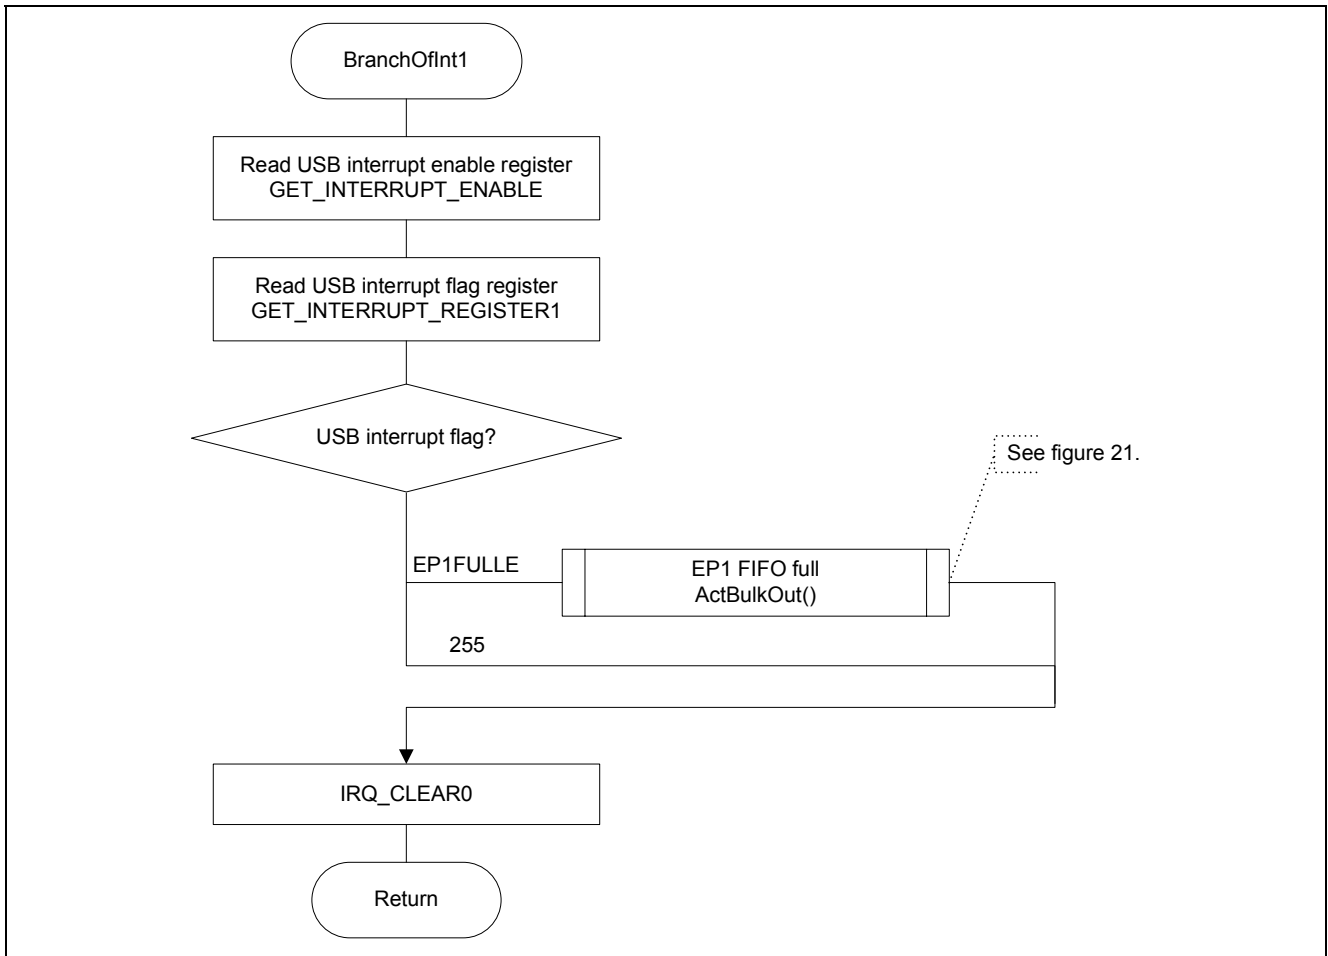 BranchOfInt1
Read USB interrupt enable register
GET_INTERRUPT_ENABLE
Read USB interrupt flag register
GET_INTERRUPT_REGISTER1
USB interrupt flag?
See figure 21.
EP1FULLE
EP1 FIFO full
ActBulkOut()
255
IRQ_CLEAR0
Return